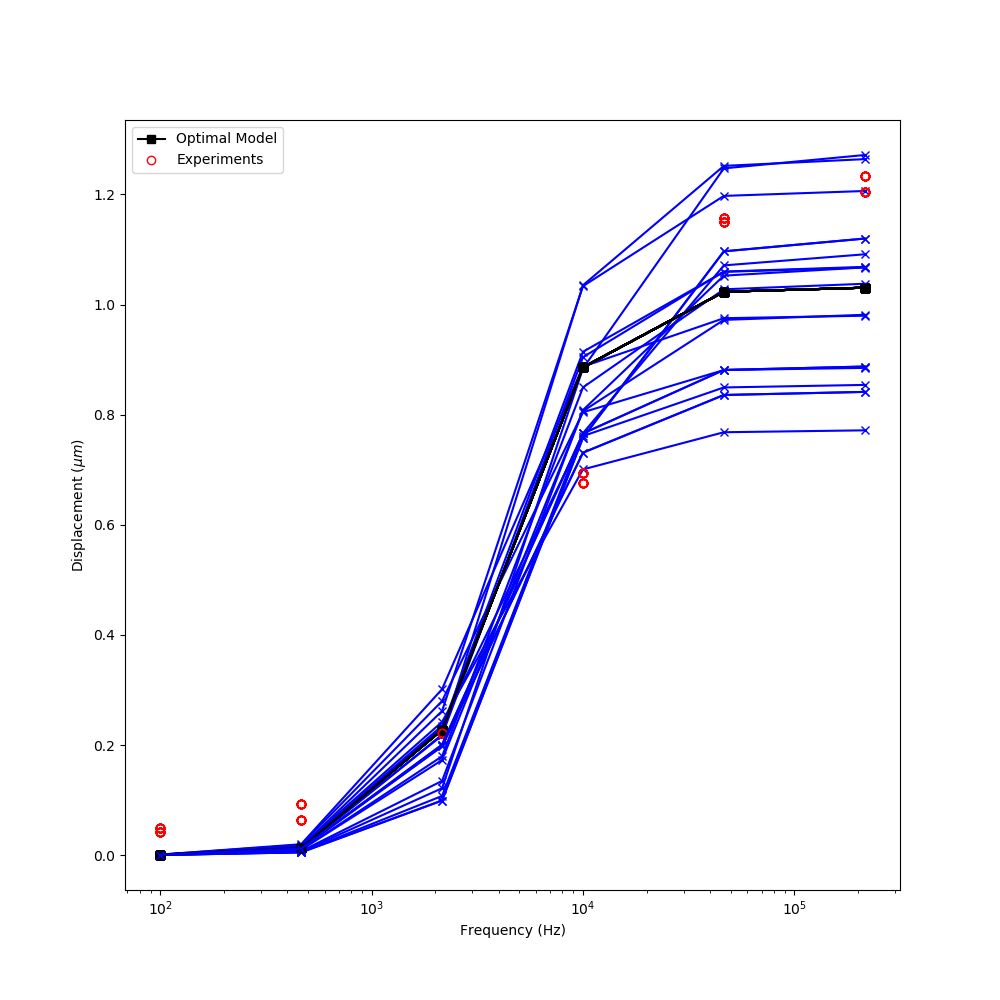 Optimal Model
Experiments
1.2
1.0
0.8
0.6
0.4
0.2
0.0
Displacement (μm)
10² 10³ 10⁴ 10⁵
Frequency (Hz)